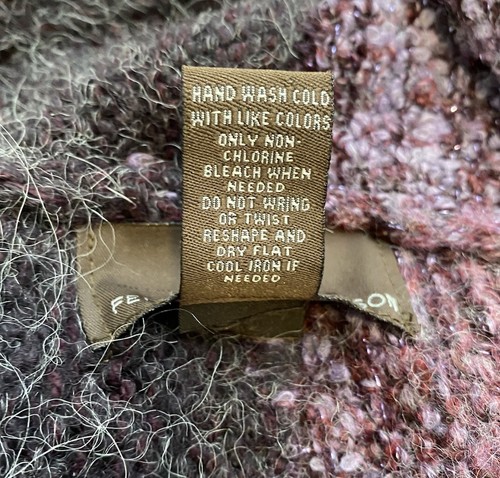 HAND WASH COLD
WITH LIKE COLORS
ONLY NON-
CHLORINE
BLEACH WHEN
NEEDED
DO NOT WRING
OR TWIST
RESHAPE AND
DRY FLAT
COOL IRON IF
NEEDED